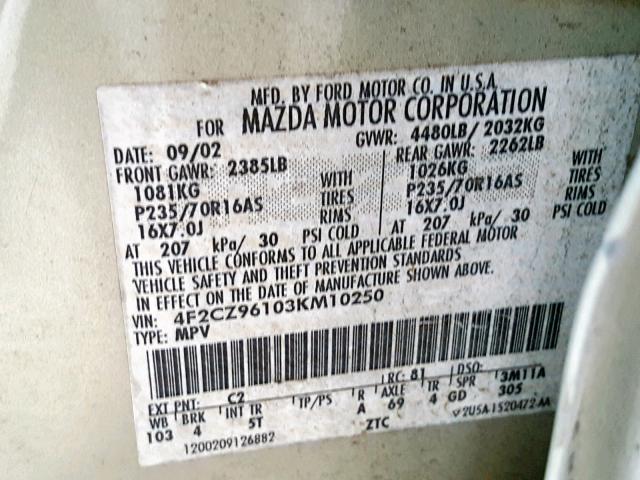 MFD. BY FORD MOTOR CO. IN U.S.A.
FOR MAZDA MOTOR CORPORATION
DATE: 09/02 GVWR: 4480LB/ 2032KG
FRONT GAWR: 2385LB REAR GAWR: 2262LB
1081KG WITH 1026KG WITH
P235/70R16AS TIRES P235/70R16AS TIRES
16X7.0J RIMS 16X7.0J RIMS
AT 207 kPa/ 30 PSI COLD AT 207 kPa/ 30 PSI COLD
THIS VEHICLE CONFORMS TO ALL APPLICABLE FEDERAL MOTOR
VEHICLE SAFETY AND THEFT PREVENTION STANDARDS
IN EFFECT ON THE DATE OF MANUFACTURE SHOWN ABOVE.
VIN: 4F2CZ96103KM10250
TYPE: MPV
EXT PNT: C2 RC: 81 DSO:
WB BRK INT TR TP/PS R AXLE TR SPR 3M11A
103 4 5T A 69 4 GD 305
1200209126882 ZTC 2U5A 1520472 AA